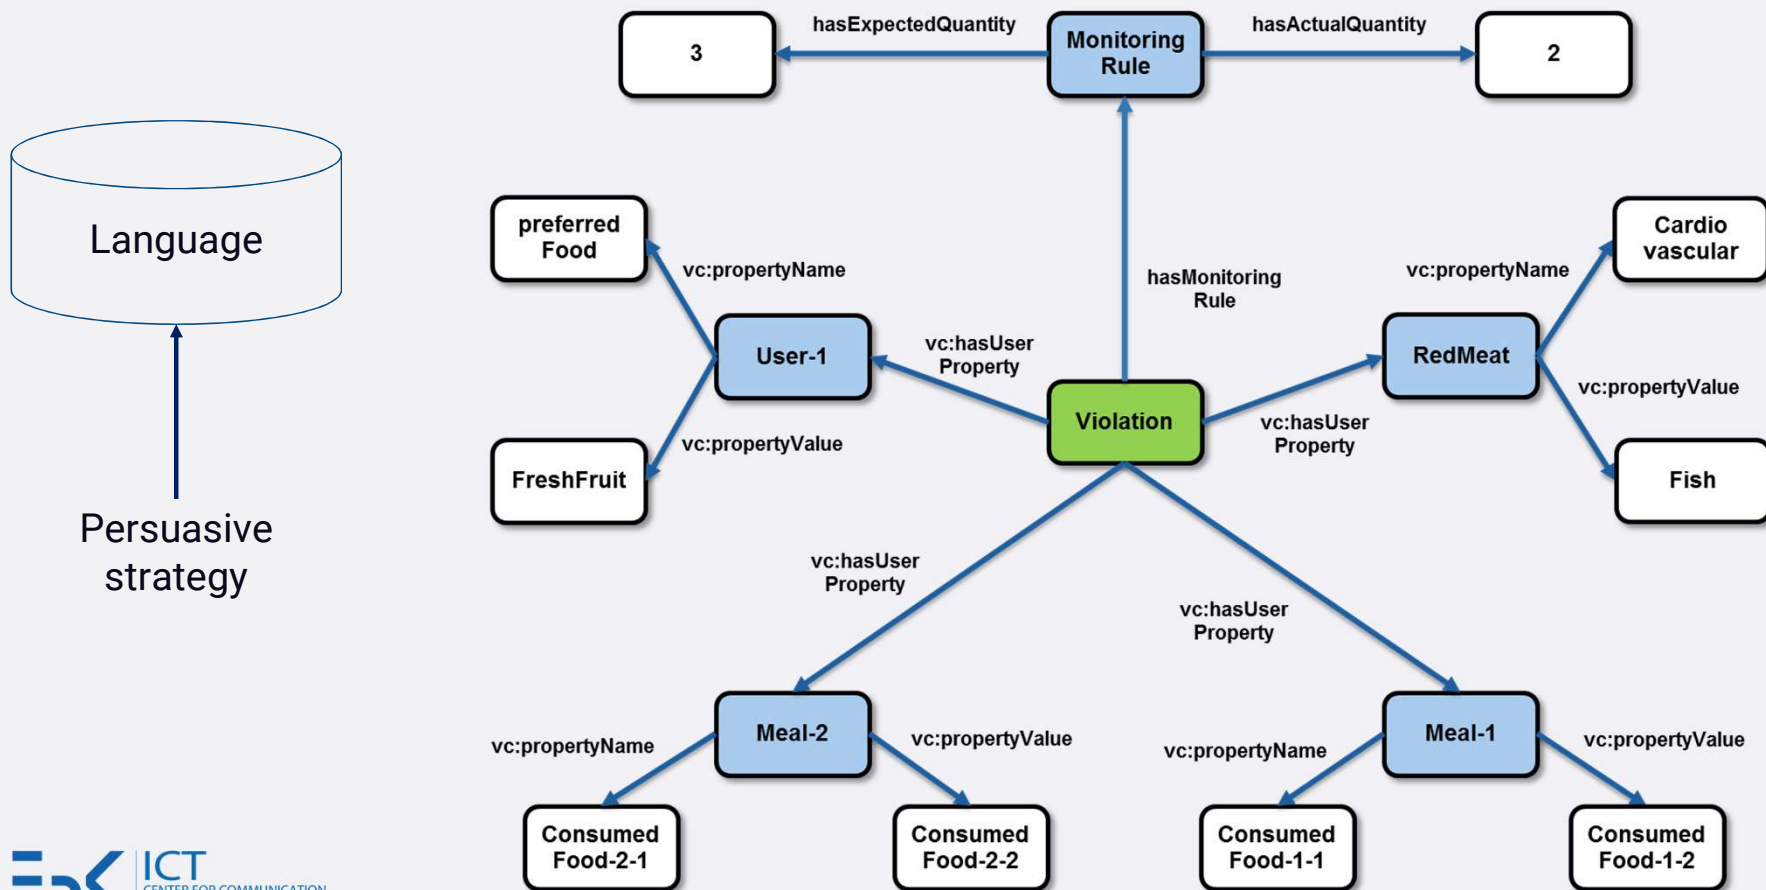 hasExpectedQuantity
hasActualQuantity
3
Monitoring
Rule
2
Language
preferred
Food
vc:propertyName
hasMonitoring
Rule
vc:propertyName
Cardio
vascular
User-1
vc:hasUser
Property
RedMeat
vc:propertyValue
FreshFruit
vc:propertyValue
Violation
vc:hasUser
Property
Fish
Persuasive
strategy
vc:hasUser
Property
vc:hasUser
Property
vc:propertyName
Meal-2
vc:propertyValue
vc:propertyName
Meal-1
vc:propertyValue
Consumed
Food-2-1
Consumed
Food-2-2
Consumed
Food-1-1
Consumed
Food-1-2
ICT
CENTER FOR COMMUNICATION